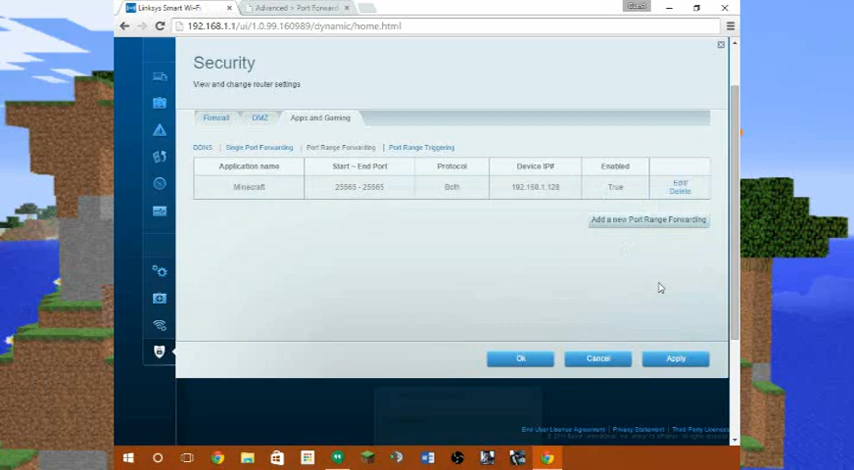 Linksys Smart Wi-Fi
Advanced > Port Forward
Guest
192.168.1.1/ui/1.0.99.160989/dynamic/home.html
Security
View and change router settings
Firewall DMZ Apps and Gaming
DDNS | Single Port Forwarding | Port Range Forwarding | Port Range Triggering
Application name Start ~ End Port Protocol Device IP# Enabled
Minecraft 25565 - 25565 Both 192.168.1.128 True Edit/
Delete
Add a new Port Range Forwarding
Ok Cancel Apply
End User License Agreement | Privacy Statement | Third Party Licenses